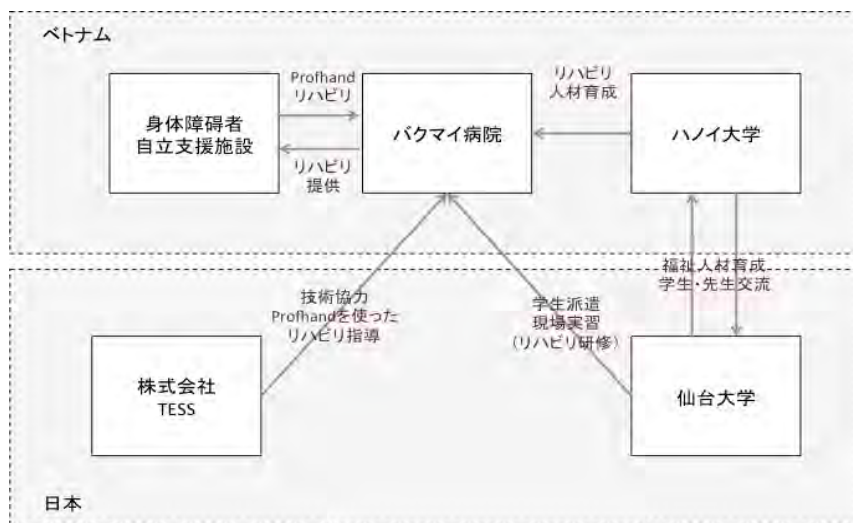 ベトナム
身体障碍者
自立支援施設
Profhand
リハビリ
リハビリ
提供
バクマイ病院
リハビリ
人材育成
ハノイ大学
技術協力
Profhandを使った
リハビリ指導
学生派遣
現場実習
（リハビリ研修）
福祉人材育成
学生・先生交流
株式会社
TESS
仙台大学
日本